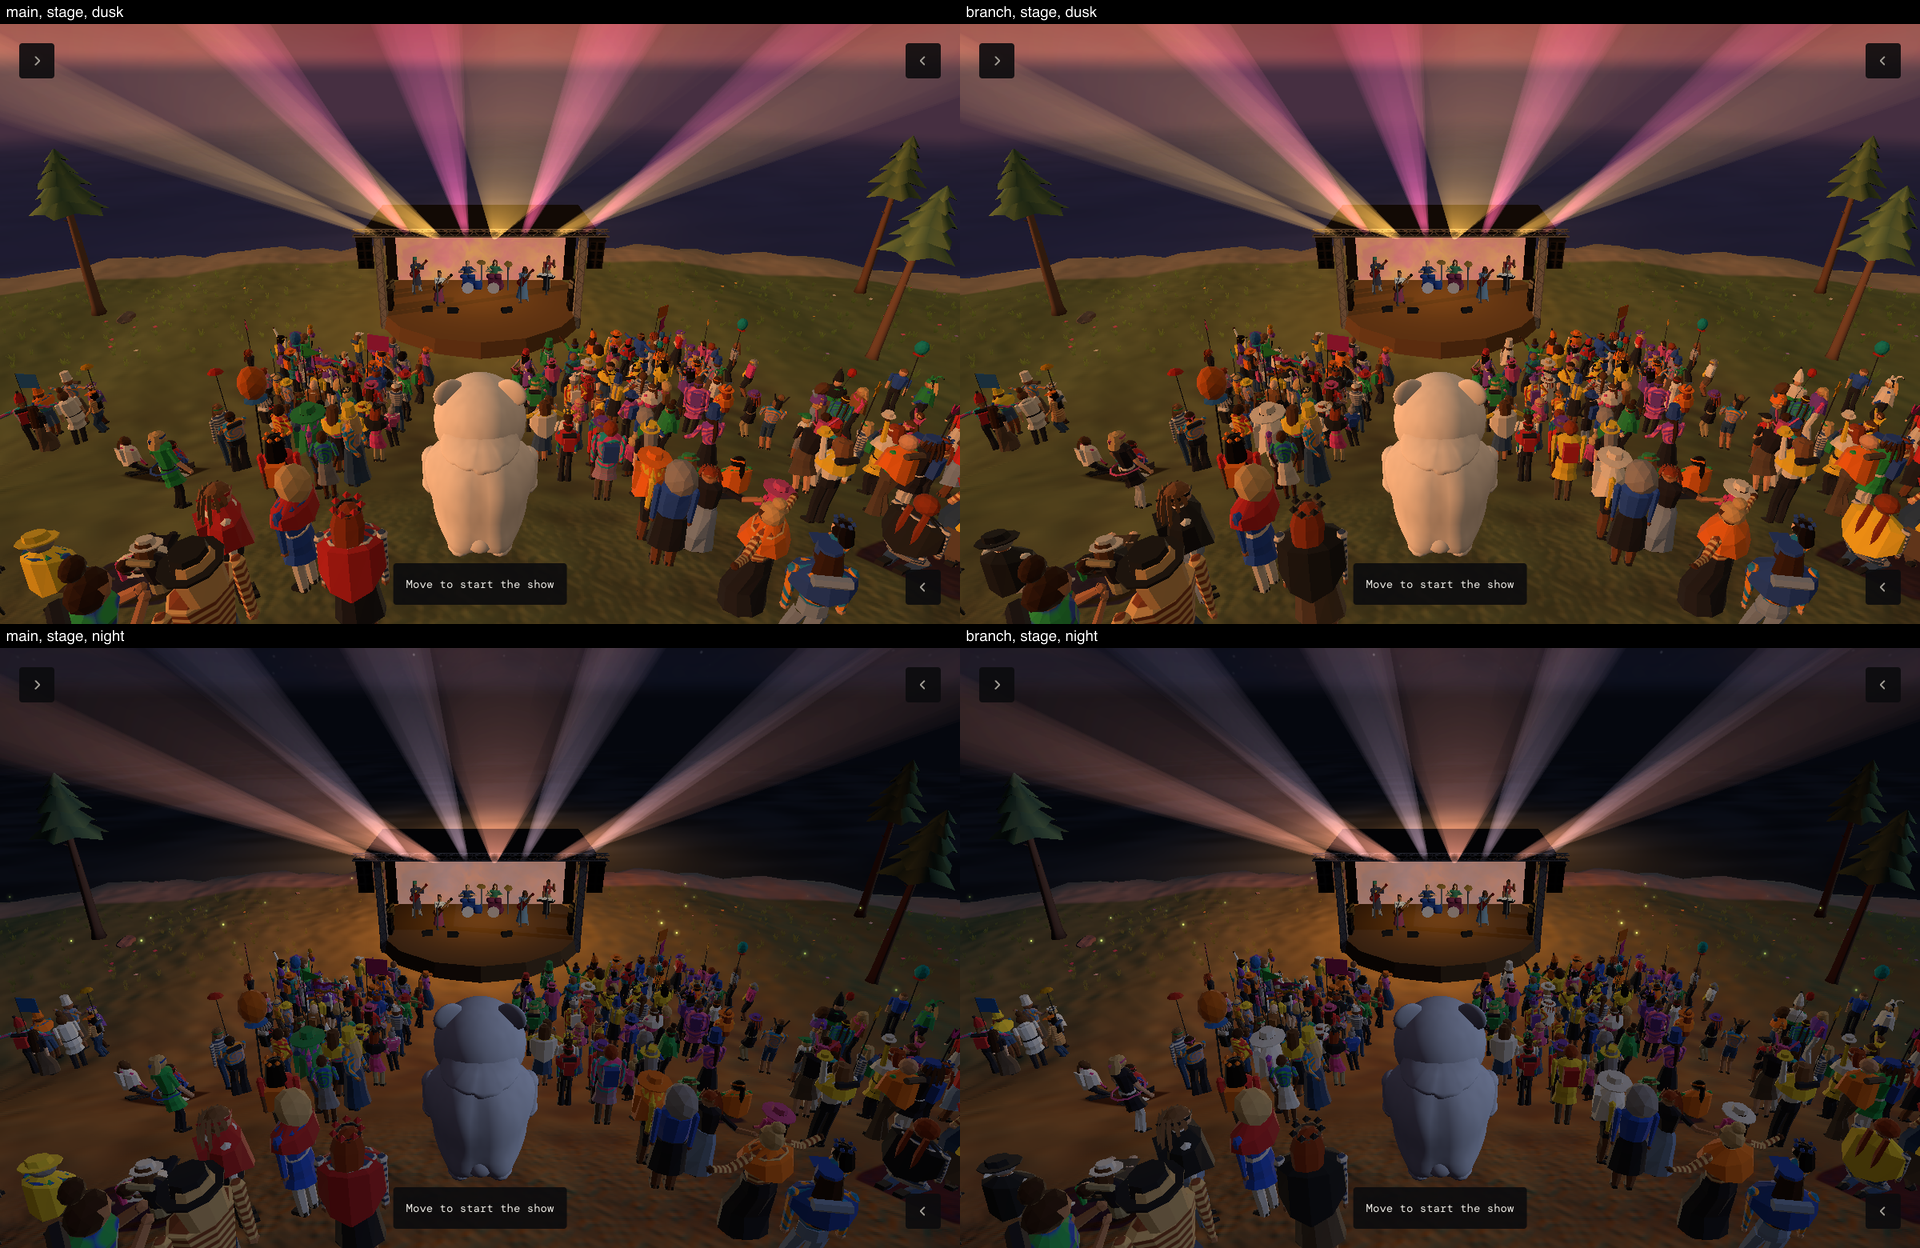 main, stage, dusk
branch, stage, dusk
Move to start the show
Move to start the show
main, stage, night
branch, stage, night
Move to start the show
Move to start the show